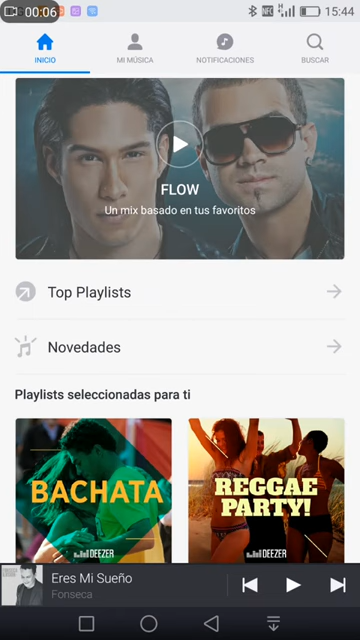 00:06
15:44
INICIO
MI MÚSICA
NOTIFICACIONES
BUSCAR
FLOW
Un mix basado en tus favoritos
Top Playlists
Novedades
Playlists seleccionadas para ti
BACHATA
DEEZER
REGGAE
PARTY!
DEEZER
Eres Mi Sueño
Fonseca